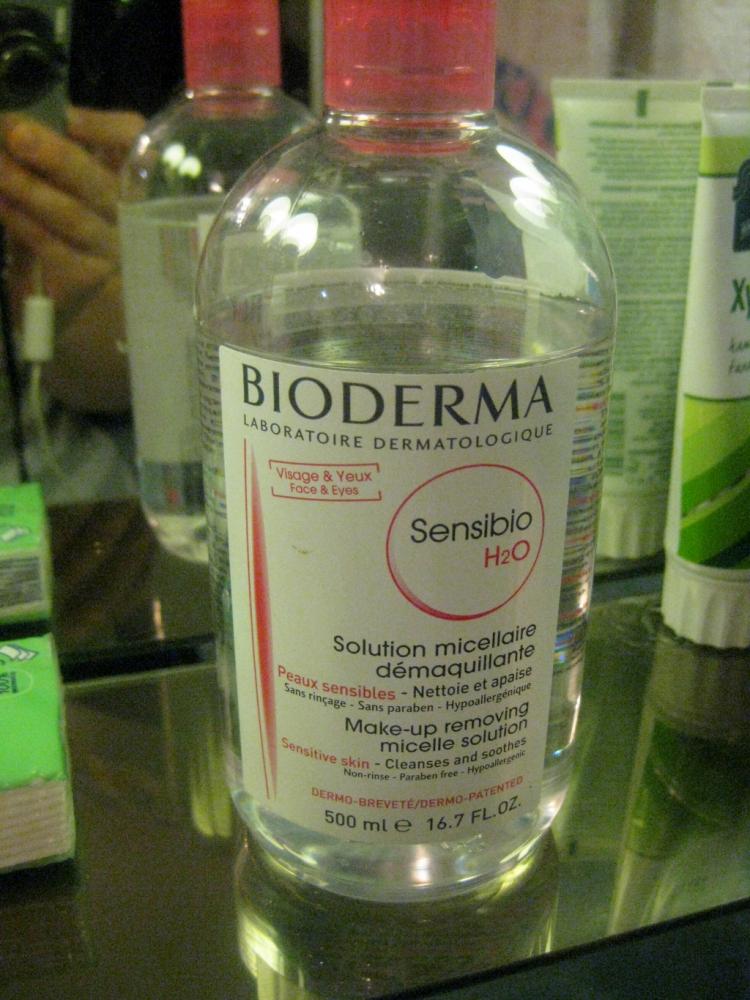 BIODERMA
LABORATOIRE DERMATOLOGIQUE
Visage & Yeux
Face & Eyes
Sensibio
H2O
Solution micellaire
démaquillante
Peaux sensibles - Nettoie et apaise
Sans rinçage - Sans paraben - Hypoallergénique
Make-up removing
micelle solution
Sensitive skin - Cleanses and soothes
Non-rinse - Paraben free - Hypoallergenic
DERMO-BREVETÉ/DERMO-PATENTED
500 ml e 16.7 FL.OZ.
100%